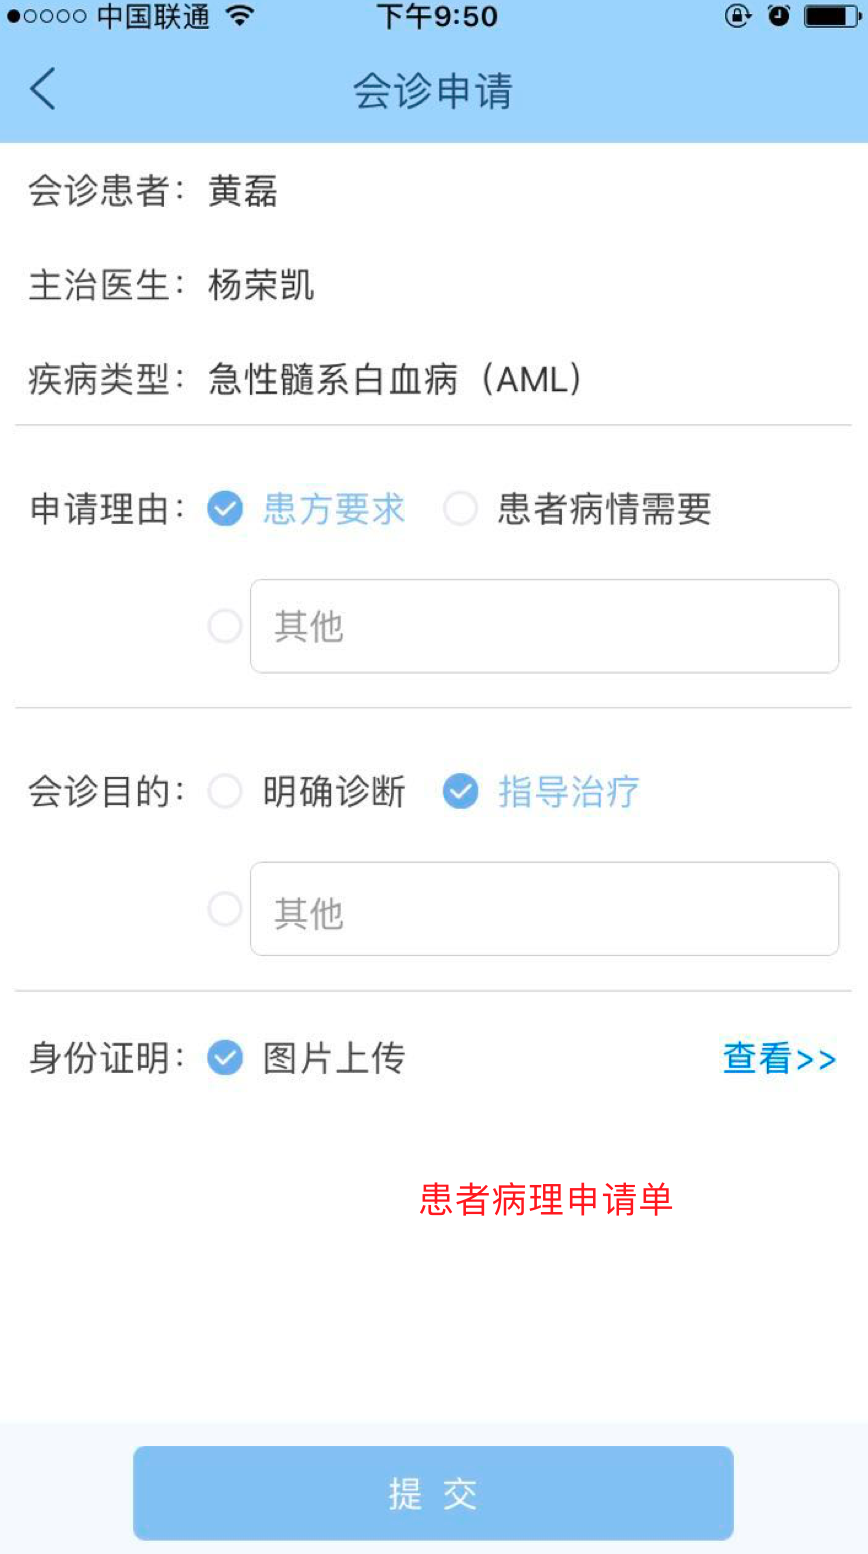 中国联通 下午9:50
会诊申请
会诊患者：黄磊
主治医生：杨荣凯
疾病类型：急性髓系白血病（AML）
申请理由： 患方要求 患者病情需要
其他
会诊目的： 明确诊断 指导治疗
其他
身份证明： 图片上传 查看>>
患者病理申请单
提 交